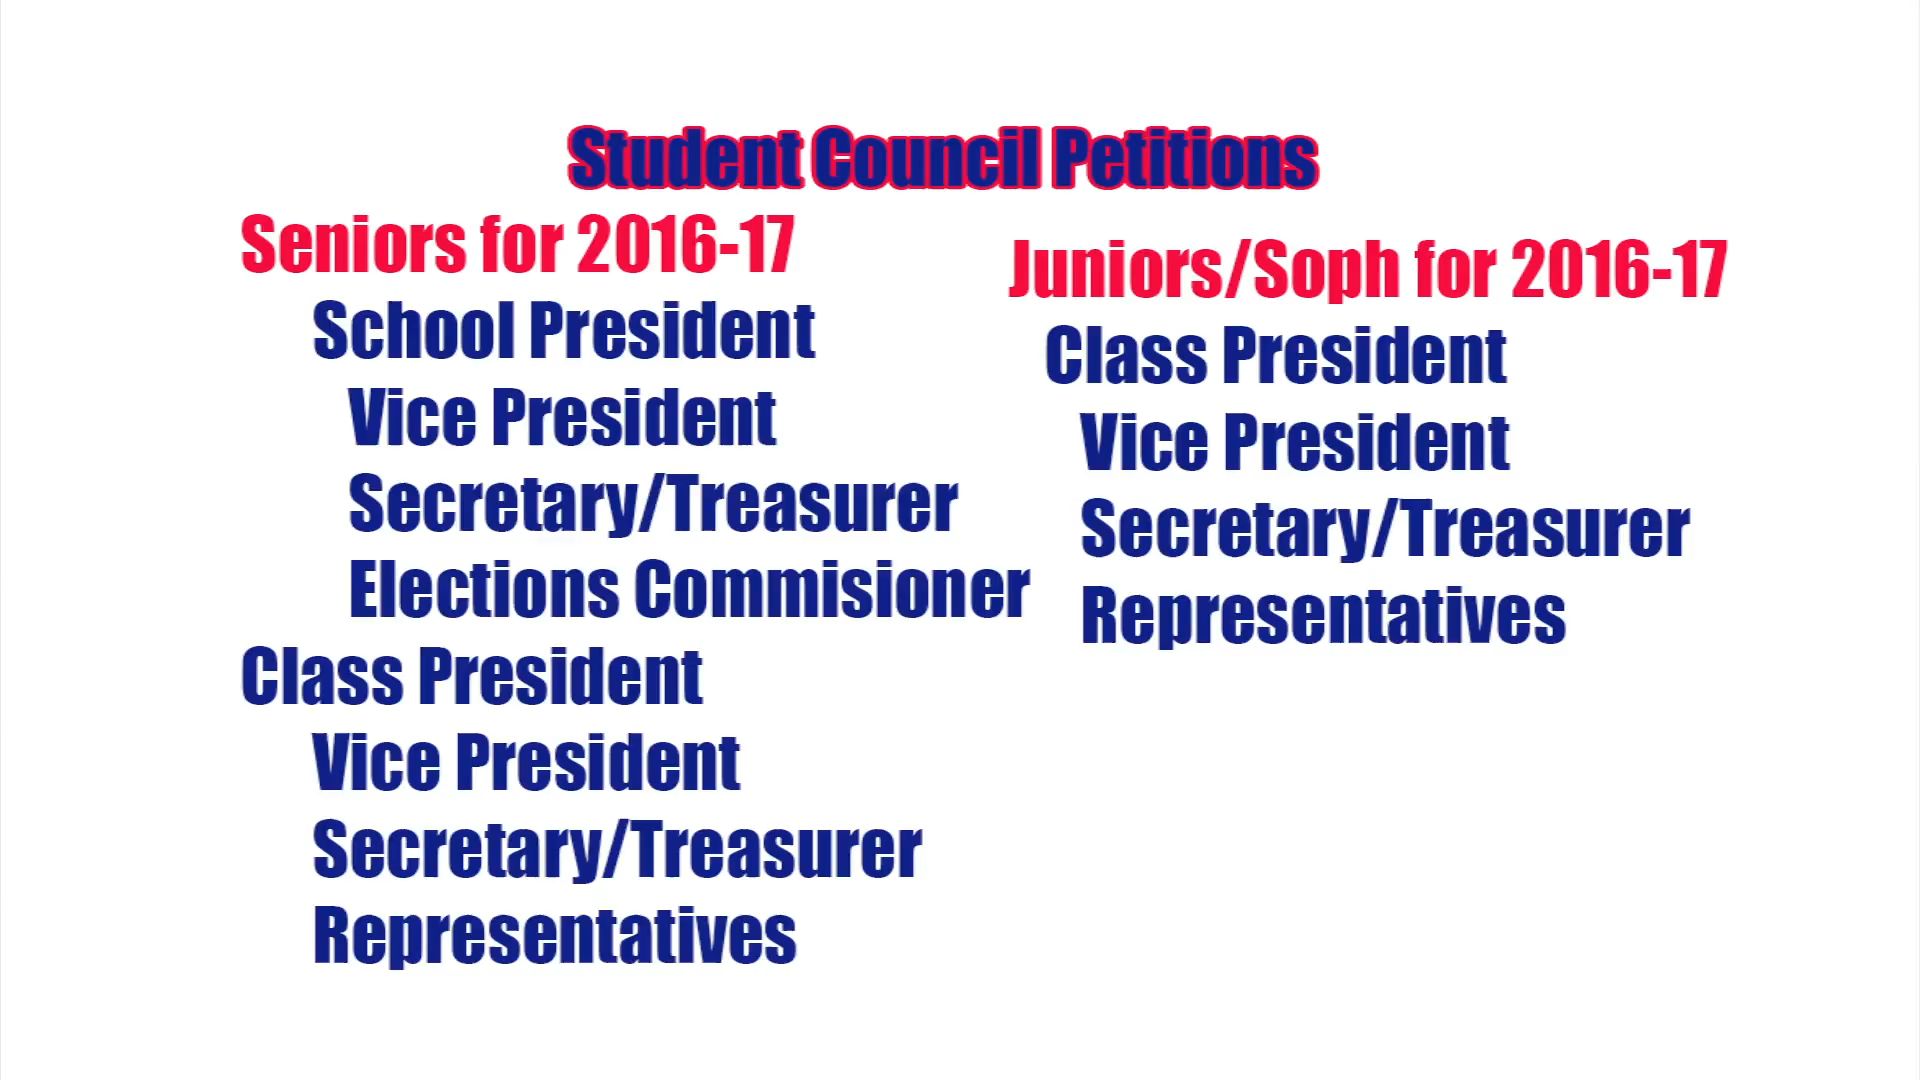 Student Council Petitions
Seniors for 2016-17
School President
Vice President
Secretary/Treasurer
Elections Commisioner
Class President
Vice President
Secretary/Treasurer
Representatives
Juniors/Soph for 2016-17
Class President
Vice President
Secretary/Treasurer
Representatives